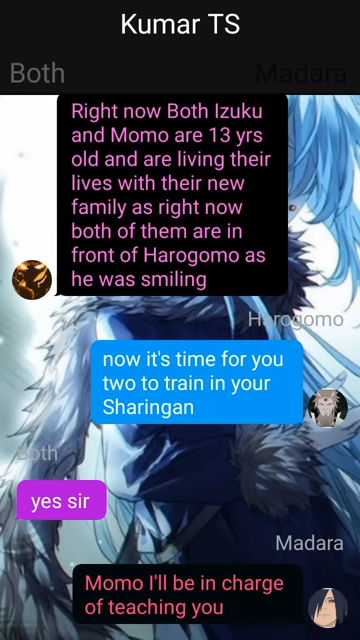 Kumar TS
Both
Madara
Right now Both Izuku
and Momo are 13 yrs
old and are living their
lives with their new
family as right now
both of them are in
front of Harogomo as
he was smiling
Harogomo
now it's time for you
two to train in your
Sharingan
Both
yes sir
Madara
Momo I'll be in charge
of teaching you